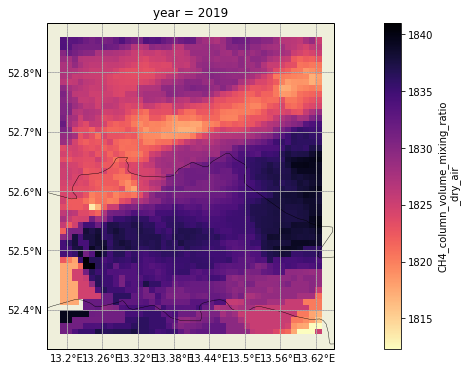 year = 2019
52.8°N
52.7°N
52.6°N
52.5°N
52.4°N
13.2°E 13.26°E 13.32°E 13.38°E 13.44°E 13.5°E 13.56°E 13.62°E
1840
1835
1830
1825
1820
1815
CH4_column_volume_mixing_ratio
_dry_air